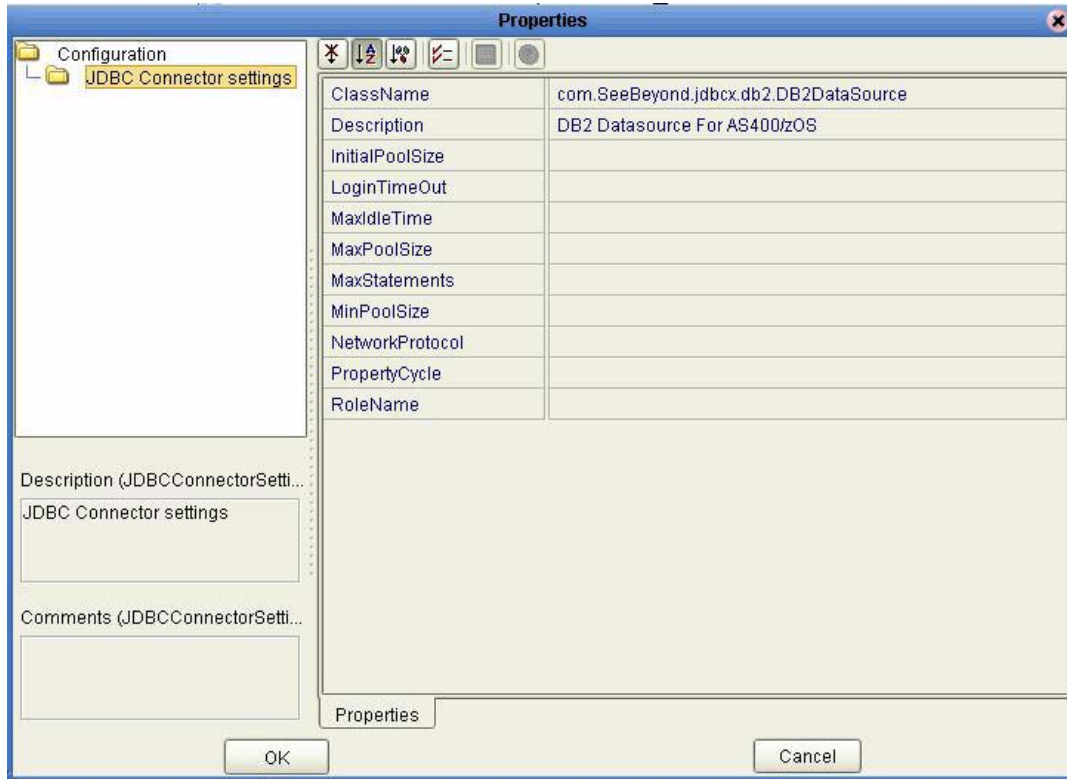 Properties
Configuration
JDBC Connector settings
ClassName com.SeeBeyond.jdbcx.db2.DB2DataSource
Description DB2 Datasource For AS400/zOS
InitialPoolSize
LoginTimeOut
MaxIdleTime
MaxPoolSize
MaxStatements
MinPoolSize
NetworkProtocol
PropertyCycle
RoleName
Description (JDBCConnectorSetti...
JDBC Connector settings
Comments (JDBCConnectorSetti...
Properties
OK Cancel